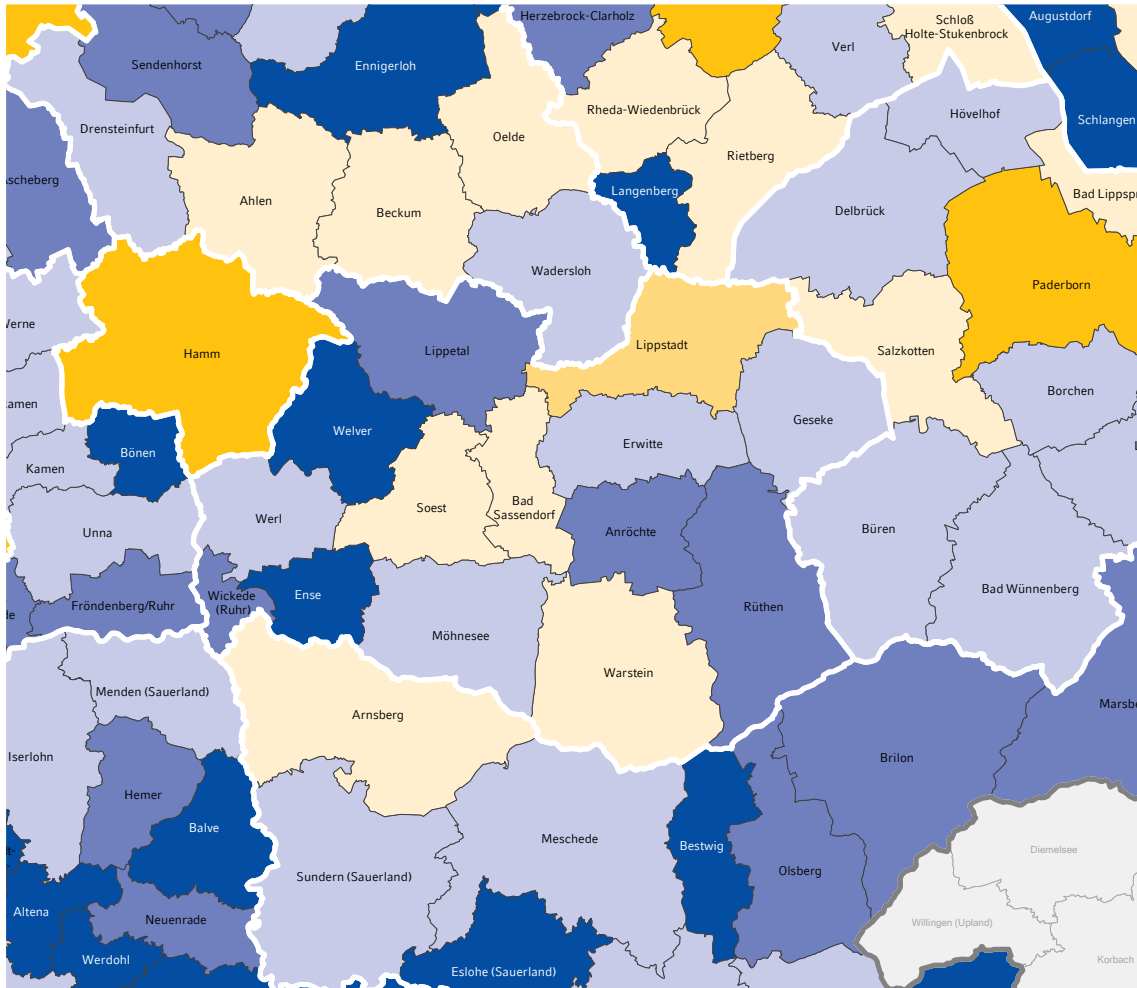 Herzebrock-Clarholz
Schloß
Holte-Stukenbrock
Augustdorf
Verl
Sendenhorst
Ennigerloh
Rheda-Wiedenbrück
Hövelhof
Schlangen
Drensteinfurt
Oelde
Rietberg
Ascheberg
Langenberg
Bad Lippspr
Ahlen
Beckum
Delbrück
Wadersloh
Paderborn
Werne
Hamm
Lippetal
Lippstadt
Salzkotten
Borchen
Kamen
Bönen
Welver
Erwitte
Geseke
Kamen
Soest
Bad
Sassendorf
Werl
Anröchte
Büren
Unna
Bad Wünnenberg
Fröndenberg/Ruhr
Wickede
(Ruhr)
Ense
Rüthen
Möhnesee
Warstein
Menden (Sauerland)
Arnsberg
Marsbe
Iserlohn
Brilon
Hemer
Balve
Meschede
Bestwig
Diemelsee
Sundern (Sauerland)
Olsberg
Altena
Neuenrade
Willingen (Upland)
Werdohl
Eslohe (Sauerland)
Korbach